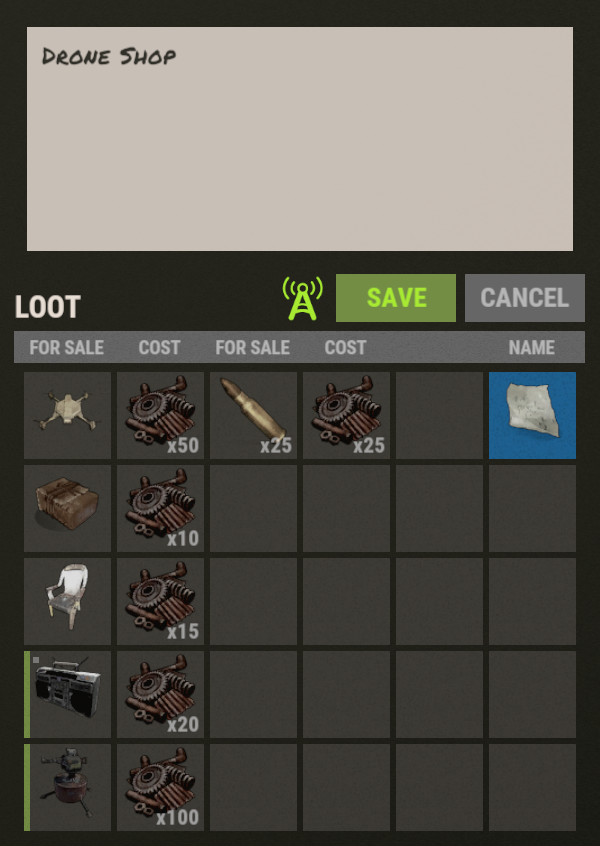 DRONE SHOP
LOOT
SAVE
CANCEL
FOR SALE COST FOR SALE COST NAME
x50 x25 x25
x10
x15
x20
x100